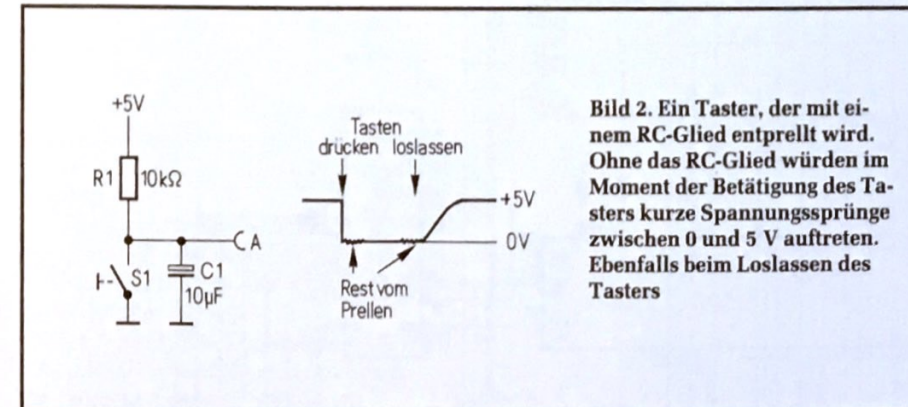 +5V
R1
10kΩ
A
S1
C1
10µF
Tasten
drücken loslassen
+5V
0V
Rest vom
Prellen
Bild 2. Ein Taster, der mit ei-
nem RC-Glied entprellt wird.
Ohne das RC-Glied würden im
Moment der Betätigung des Ta-
sters kurze Spannungssprünge
zwischen 0 und 5 V auftreten.
Ebenfalls beim Loslassen des
Tasters